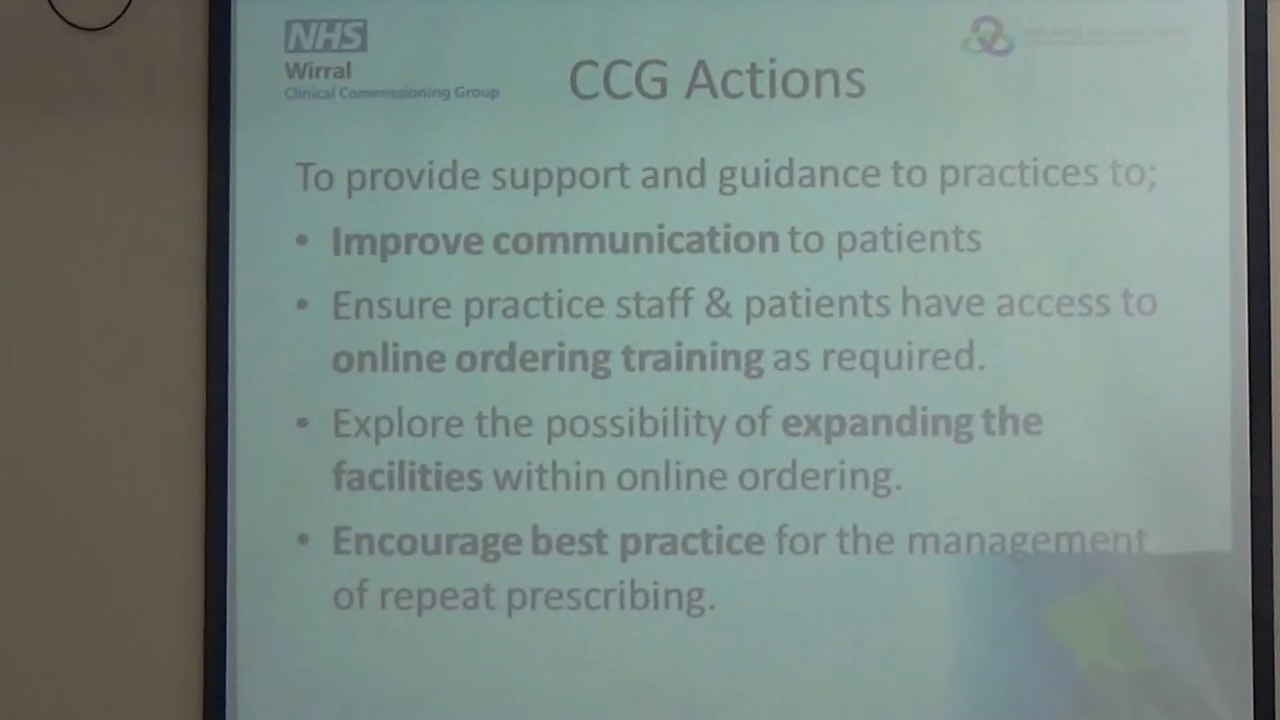 NHS
Wirral
Clinical Commissioning Group
CCG Actions
To provide support and guidance to practices to;
• Improve communication to patients
• Ensure practice staff & patients have access to
online ordering training as required.
• Explore the possibility of expanding the
facilities within online ordering.
• Encourage best practice for the management
of repeat prescribing.